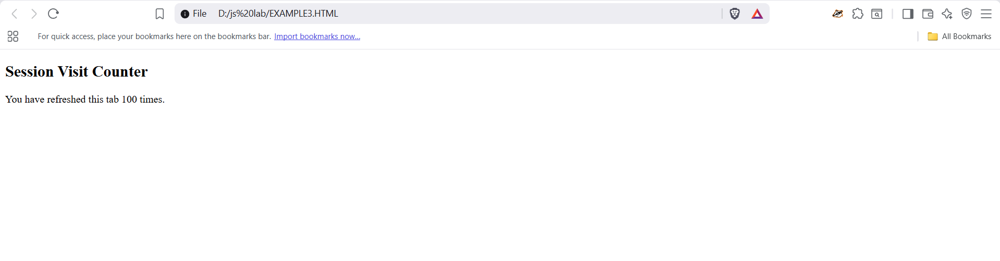 File D:/js%20lab/EXAMPLE3.HTML
For quick access, place your bookmarks here on the bookmarks bar. Import bookmarks now...
All Bookmarks
Session Visit Counter
You have refreshed this tab 100 times.